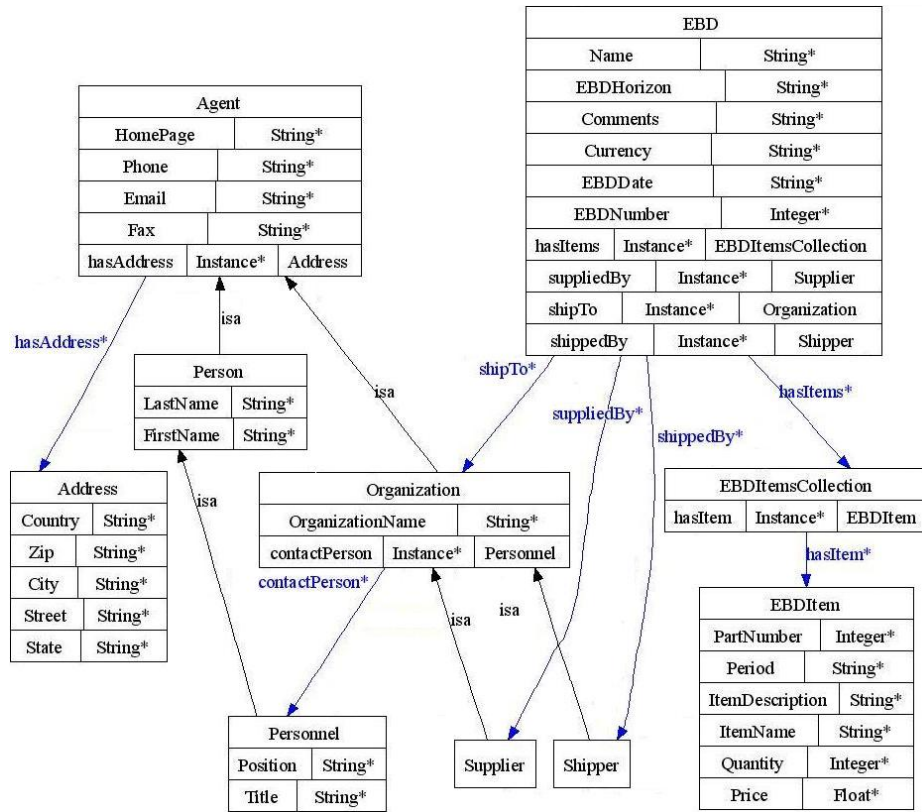 EBD
Name String*
EBDHorizon String*
Comments String*
Currency String*
EBDDate String*
EBDNumber Integer*
hasItems Instance* EBDItemsCollection
suppliedBy Instance* Supplier
shipTo Instance* Organization
shippedBy Instance* Shipper
Agent
HomePage String*
Phone String*
Email String*
Fax String*
hasAddress Instance* Address
hasAddress*
isa
isa
shipTo*
suppliedBy*
shippedBy*
hasItems*
Person
LastName String*
FirstName String*
isa
Address
Country String*
Zip String*
City String*
Street String*
State String*
Organization
OrganizationName String*
contactPerson Instance* Personnel
contactPerson*
isa
isa
EBDItemsCollection
hasItem Instance* EBDItem
hasItem*
EBDItem
PartNumber Integer*
Period String*
ItemDescription String*
ItemName String*
Quantity Integer*
Price Float*
Personnel
Position String*
Title String*
Supplier
Shipper